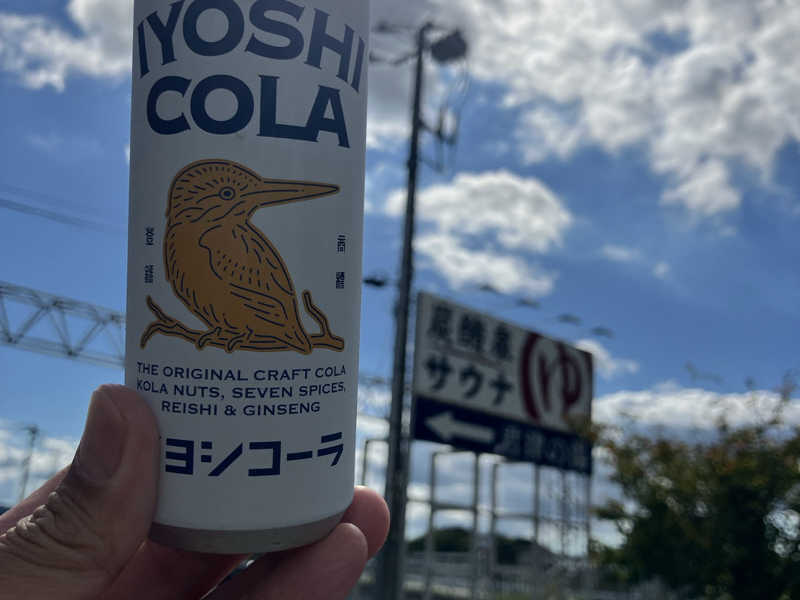 IYOSHI
COLA
THE ORIGINAL CRAFT COLA
KOLA NUTS, SEVEN SPICES,
REISHI & GINSENG
ヨシコーラ
サウナ
ゆ